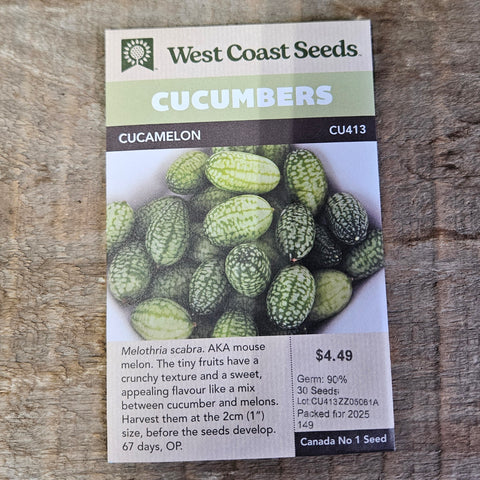 West Coast Seeds
CUCUMBERS
CUCAMELON
CU413
Melothria scabra. AKA mouse
melon. The tiny fruits have a
crunchy texture and a sweet,
appealing flavour like a mix
between cucumber and melons.
Harvest them at the 2cm (1”)
size, before the seeds develop.
67 days, OP.
$4.49
Germ: 90%
30 Seeds
Lot CU413ZZ05061A
Packed for 2025
149
Canada No 1 Seed